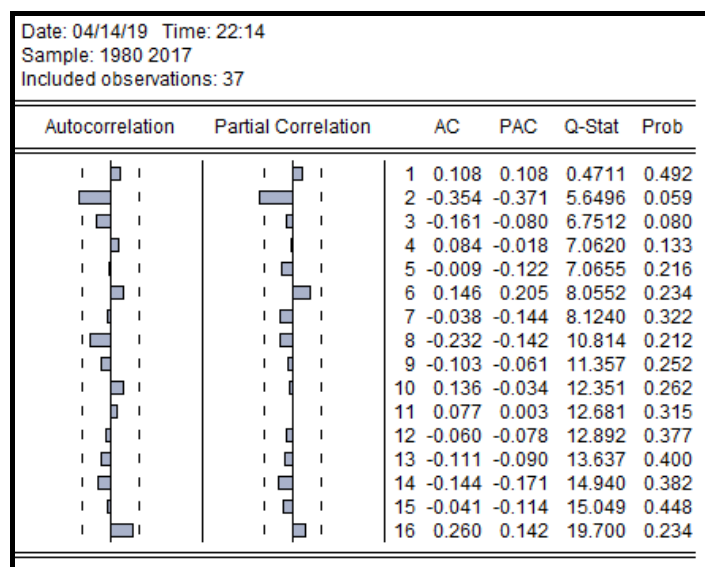 Date: 04/14/19 Time: 22:14
Sample: 1980 2017
Included observations: 37
Autocorrelation Partial Correlation AC PAC Q-Stat Prob
1 0.108 0.108 0.4711 0.492
2 -0.354 -0.371 5.6496 0.059
3 -0.161 -0.080 6.7512 0.080
4 0.084 -0.018 7.0620 0.133
5 -0.009 -0.122 7.0655 0.216
6 0.146 0.205 8.0552 0.234
7 -0.038 -0.144 8.1240 0.322
8 -0.232 -0.142 10.814 0.212
9 -0.103 -0.061 11.357 0.252
10 0.136 -0.034 12.351 0.262
11 0.077 0.003 12.681 0.315
12 -0.060 -0.078 12.892 0.377
13 -0.111 -0.090 13.637 0.400
14 -0.144 -0.171 14.940 0.382
15 -0.041 -0.114 15.049 0.448
16 0.260 0.142 19.700 0.234